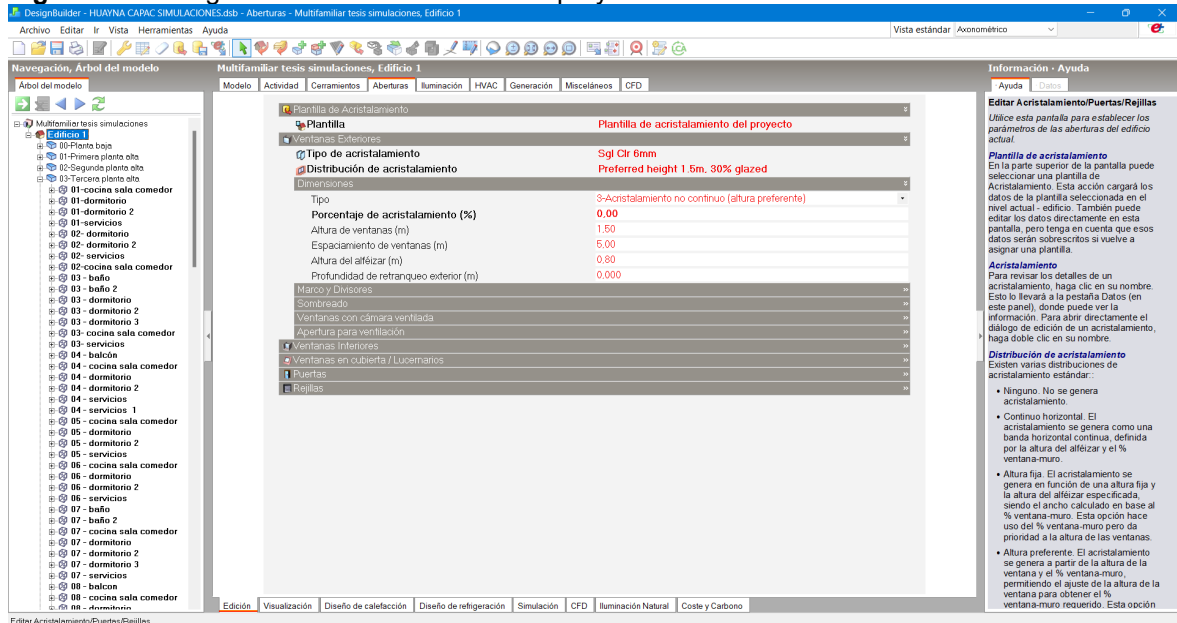 DesignBuilder - HUAYNA CAPAC SIMULACIONES.dsb - Aberturas - Multifamiliar tesis simulaciones, Edificio 1
Archivo Editar Ir Vista Herramientas Ayuda
Vista estándar Axonométrico
Navegación, Árbol del modelo
Árbol del modelo
Multifamiliar tesis simulaciones
Edificio 1
00-Planta baja
01-Primera planta alta
02-Segunda planta alta
03-Tercera planta alta
01-cocina sala comedor
01-dormitorio
01-dormitorio 2
01-servicios
02- dormitorio
02- dormitorio 2
02- servicios
02-cocina sala comedor
03 - baño
03 - baño 2
03 - dormitorio
03 - dormitorio 2
03 - dormitorio 3
03- cocina sala comedor
03- servicios
04 - balcón
04 - cocina sala comedor
04 - dormitorio
04 - dormitorio 2
04 - servicios
04 - servicios 1
05 - cocina sala comedor
05 - dormitorio
05 - dormitorio 2
05 - servicios
06 - cocina sala comedor
06 - dormitorio
06 - dormitorio 2
06 - servicios
07 - baño
07 - baño 2
07 - cocina sala comedor
07 - dormitorio
07 - dormitorio 2
07 - dormitorio 3
07 - servicios
08 - balcon
08 - cocina sala comedor
08 - dormitorio
Multifamiliar tesis simulaciones, Edificio 1
Modelo Actividad Cerramientos Aberturas Iluminación HVAC Generación Misceláneos CFD
Plantilla de Acristalamiento
Plantilla Plantilla de acristalamiento del proyecto
Ventanas Exteriores
Tipo de acristalamiento Sgl Clr 6mm
Distribución de acristalamiento Preferred height 1.5m, 30% glazed
Dimensiones
Tipo 3-Acristalamiento no continuo (altura preferente)
Porcentaje de acristalamiento (%) 0,00
Altura de ventanas (m) 1,50
Espaciamiento de ventanas (m) 5,00
Altura del alféizar (m) 0,80
Profundidad de retranqueo exterior (m) 0,000
Marco y Divisores
Sombreado
Ventanas con cámara ventilada
Apertura para ventilación
Ventanas Interiores
Ventanas en cubierta / Lucernarios
Puertas
Rejillas
Edición Visualización Diseño de calefacción Diseño de refrigeración Simulación CFD Iluminación Natural Coste y Carbono
Información - Ayuda
Ayuda Datos
Editar Acristalamiento/Puertas/Rejillas
Utilice esta pantalla para establecer los
parámetros de las aberturas del edificio
actual.
Plantilla de acristalamiento
En la parte superior de la pantalla puede
seleccionar una plantilla de
Acristalamiento. Esta acción cargará los
datos de la plantilla seleccionada en el
nivel actual - edificio. También puede
editar los datos directamente en esta
pantalla, pero tenga en cuenta que esos
datos serán sobrescritos si vuelve a
asignar una plantilla.
Acristalamiento
Para revisar los detalles de un
acristalamiento, haga clic en su nombre.
Esto lo llevará a la pestaña Datos (en
este panel), donde puede ver la
información. Para abrir directamente el
diálogo de edición de un acristalamiento,
haga doble clic en su nombre.
Distribución de acristalamiento
Existen varias distribuciones de
acristalamiento estándar::
• Ninguno. No se genera
acristalamiento.
• Continuo horizontal. El
acristalamiento se genera como una
banda horizontal continua, definida
por la altura del alféizar y el %
ventana-muro.
• Altura fija. El acristalamiento se
genera en función de una altura fija y
la altura del alféizar especificada,
siendo el ancho calculado en base al
% ventana-muro. Esta opción hace
uso del % ventana-muro pero da
prioridad a la altura de las ventanas.
• Altura preferente. El acristalamiento
se genera a partir de la altura de la
ventana y el % ventana-muro,
permitiendo el ajuste de la altura de la
ventana para obtener el %
ventana-muro requerido. Esta opción
Editar Acristalamiento/Puertas/Rejillas